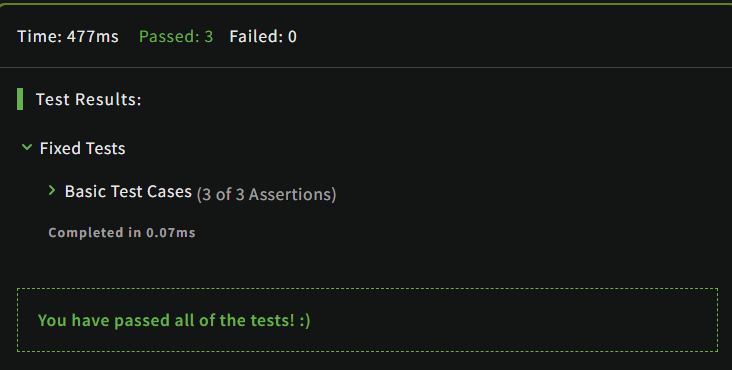 Time: 477ms Passed: 3 Failed: 0
Test Results:
Fixed Tests
Basic Test Cases (3 of 3 Assertions)
Completed in 0.07ms
You have passed all of the tests! :)